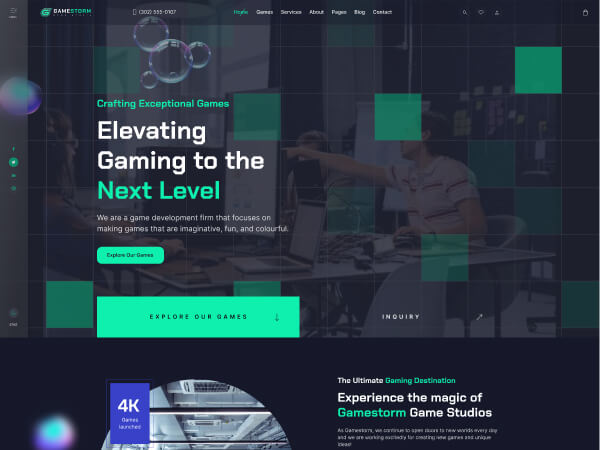 GAMESTORM
(302) 555-0107
Home Games Services About Pages Blog Contact
Crafting Exceptional Games
Elevating
Gaming to the
Next Level
We are a game development firm that focuses on
making games that are imaginative, fun, and colourful.
Explore Our Games
EXPLORE OUR GAMES
INQUIRY
4K
Games
launched
The Ultimate Gaming Destination
Experience the magic of
Gamestorm Game Studios
As Gamestorm, we continue to open doors to new worlds every day
and we are working excitedly for creating new games and unique
ideas!